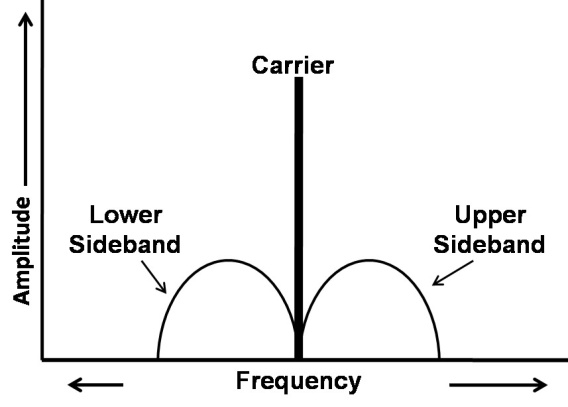 Carrier
Lower
Sideband
Upper
Sideband
Amplitude
Frequency